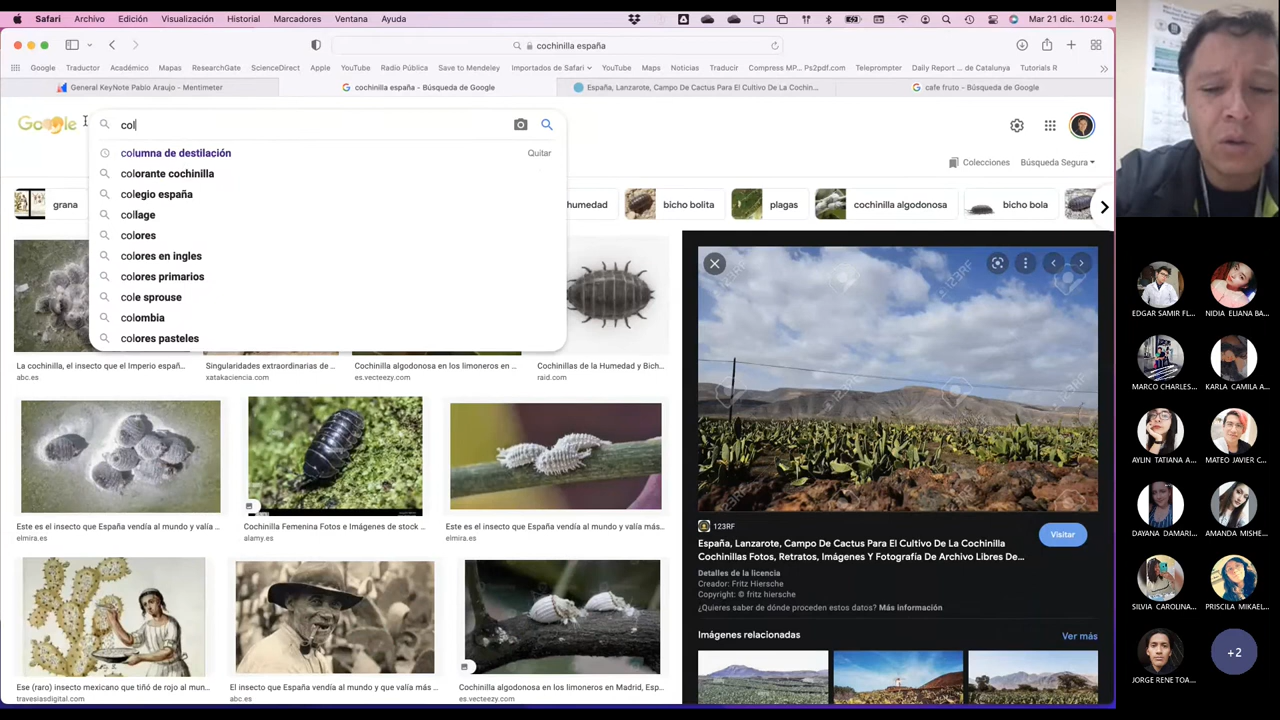 Safari Archivo Edición Visualización Historial Marcadores Ventana Ayuda Mar 21 dic. 10:24
cochinilla españa
Google Traductor Académico Mapas ResearchGate ScienceDirect Apple YouTube Radio Pública Save to Mendeley Importados de Safari YouTube Maps Noticias Traducir Compress MP... Ps2pdf.com... Teleprompter Daily Report ... de Catalunya Tutorials R
General KeyNote Pablo Araujo - Mentimeter
cochinilla españa - Búsqueda de Google
España, Lanzarote, Campo De Cactus Para El Cultivo De La Cochin...
cafe fruto - Búsqueda de Google
Google
col
columna de destilación Quitar
colorante cochinilla
colegio españa
collage
colores
colores en ingles
colores primarios
cole sprouse
colombia
colores pasteles
Colecciones Búsqueda Segura
grana
humedad
bicho bolita
plagas
cochinilla algodonosa
bicho bola
La cochinilla, el insecto que el Imperio españ...
abc.es
Singularidades extraordinarias de ...
xatakaciencia.com
Cochinilla algodonosa en los limoneros en ...
es.vecteezy.com
Cochinillas de la Humedad y Bich...
raid.com
Este es el insecto que España vendía al mundo y valía ...
elmira.es
Cochinilla Femenina Fotos e Imágenes de stock ...
alamy.es
Este es el insecto que España vendía al mundo y valía más...
elmira.es
Ese (raro) insecto mexicano que tiñó de rojo al mun...
travesiasdigital.com
El insecto que España vendía al mundo y que valía más ...
abc.es
Cochinilla algodonosa en los limoneros en Madrid, Esp...
es.vecteezy.com
123RF
España, Lanzarote, Campo De Cactus Para El Cultivo De La Cochinilla
Cochinillas Fotos, Retratos, Imágenes Y Fotografía De Archivo Libres De...
Visitar
Detalles de la licencia
Creador: Fritz Hiersche
Copyright: © fritz hiersche
¿Quieres saber de dónde proceden estos datos? Más información
Imágenes relacionadas Ver más
EDGAR SAMIR FL...
NIDIA ELIANA BA...
MARCO CHARLES...
KARLA CAMILA A...
AYLIN TATIANA A...
MATEO JAVIER C...
DAYANA DAMARI...
AMANDA MISHE...
SILVIA CAROLINA...
PRISCILA MIKAEL...
JORGE RENE TOA...
+2